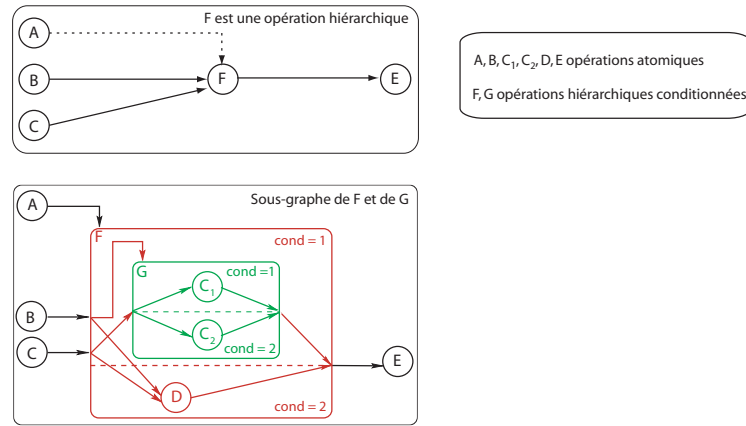 F est une opération hiérarchique
A
B
F
E
C
A, B, C₁, C₂, D, E opérations atomiques
F, G opérations hiérarchiques conditionnées
Sous-graphe de F et de G
A
F
cond = 1
G
cond =1
C₁
B
C₂
C
cond = 2
E
D
cond = 2